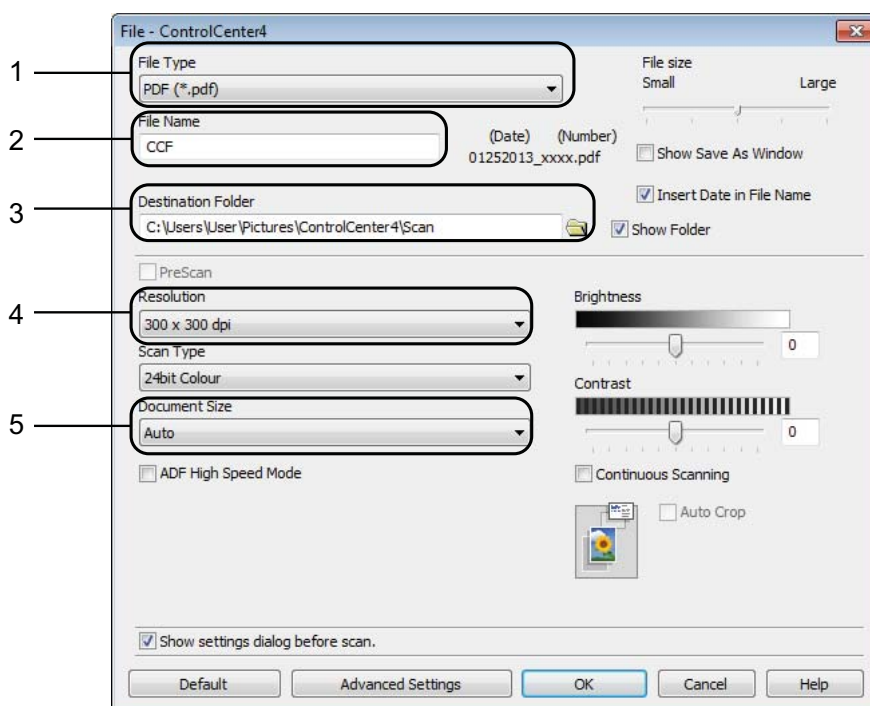 File - ControlCenter4
1
File Type
PDF (*.pdf)
File size
Small Large
2
File Name
CCF
(Date) (Number)
01252013_xxxx.pdf
Show Save As Window
Insert Date in File Name
3
Destination Folder
C:\Users\User\Pictures\ControlCenter4\Scan
Show Folder
PreScan
4
Resolution
300 x 300 dpi
Scan Type
24bit Colour
5
Document Size
Auto
ADF High Speed Mode
Brightness
0
Contrast
0
Continuous Scanning
Auto Crop
Show settings dialog before scan.
Default Advanced Settings OK Cancel Help